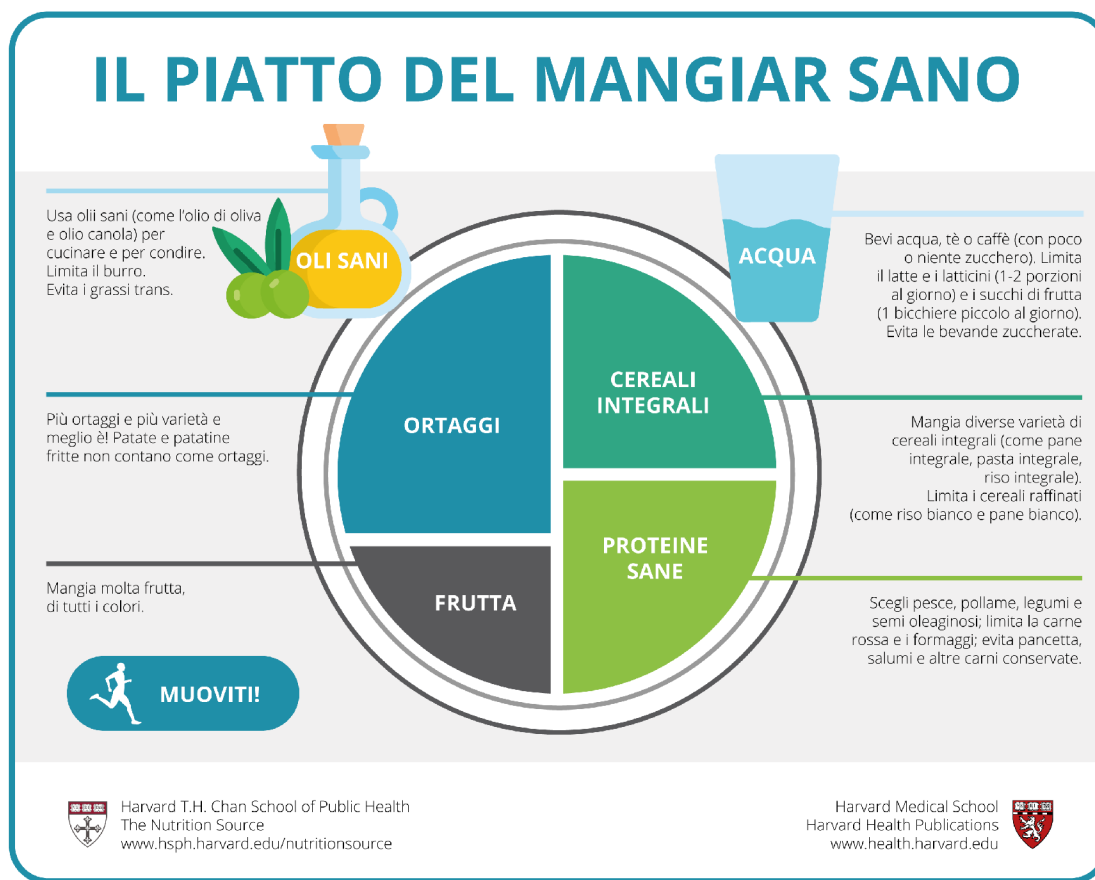 IL PIATTO DEL MANGIAR SANO
Usa olii sani (come l'olio di oliva
e olio canola) per
cucinare e per condire.
Limita il burro.
Evita i grassi trans.
OLI SANI
ACQUA
Bevi acqua, tè o caffè (con poco
o niente zucchero). Limita
il latte e i latticini (1-2 porzioni
al giorno) e i succhi di frutta
(1 bicchiere piccolo al giorno).
Evita le bevande zuccherate.
Più ortaggi e più varietà e
meglio è! Patate e patatine
fritte non contano come ortaggi.
ORTAGGI
CEREALI
INTEGRALI
Mangia diverse varietà di
cereali integrali (come pane
integrale, pasta integrale,
riso integrale).
Limita i cereali raffinati
(come riso bianco e pane bianco).
Mangia molta frutta,
di tutti i colori.
FRUTTA
PROTEINE
SANE
Scegli pesce, pollame, legumi e
semi oleaginosi; limita la carne
rossa e i formaggi; evita pancetta,
salumi e altre carni conservate.
MUOVITI!
Harvard T.H. Chan School of Public Health
The Nutrition Source
www.hsph.harvard.edu/nutritionsource
Harvard Medical School
Harvard Health Publications
www.health.harvard.edu